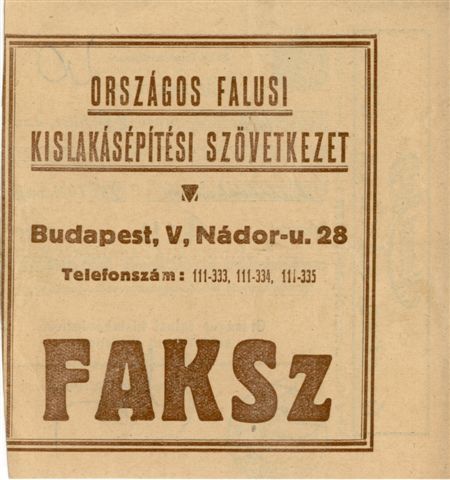 ORSZÁGOS FALUSI
KISLAKÁSÉPÍTÉSI SZÖVETKEZET
Budapest, V, Nádor-u. 28
Telefonszám: 111-333, 111-334, 111-335
FAKSz